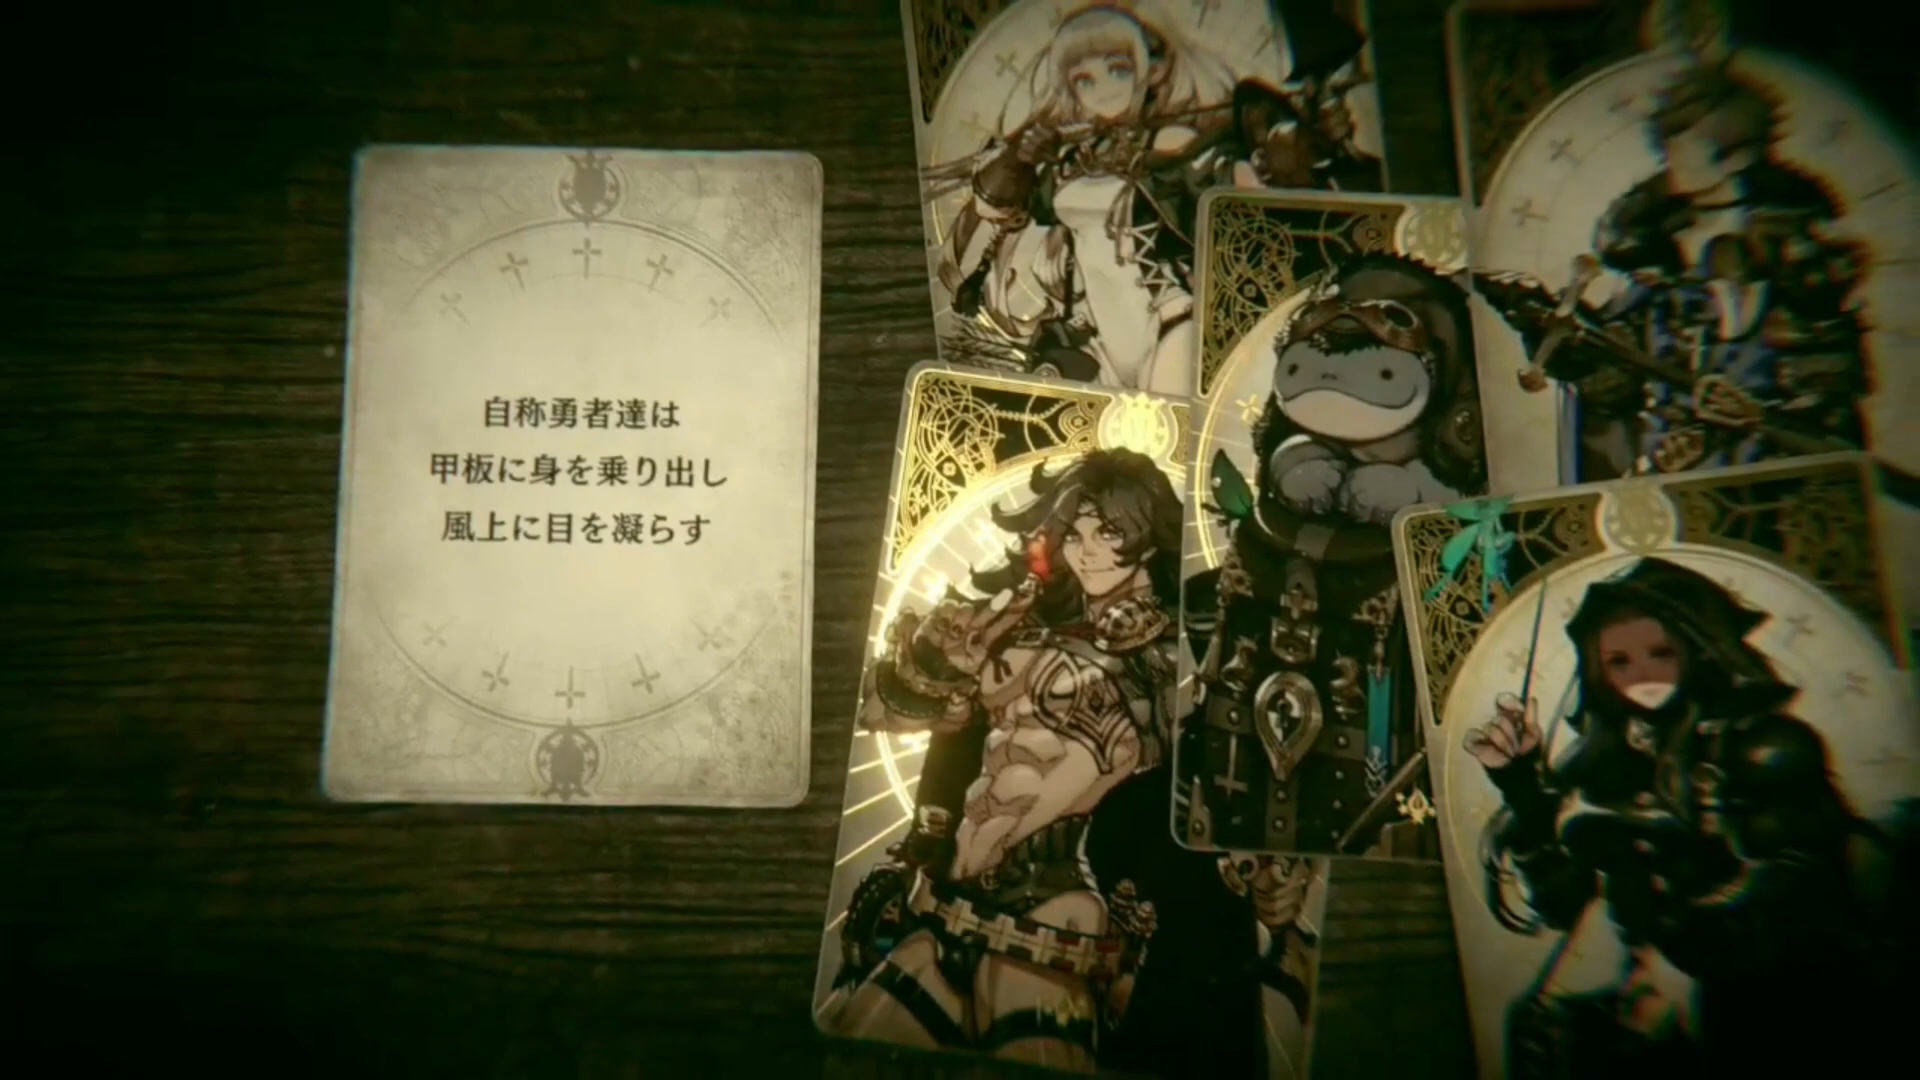 自称勇者達は
甲板に身を乗り出し
風上に目を凝らす